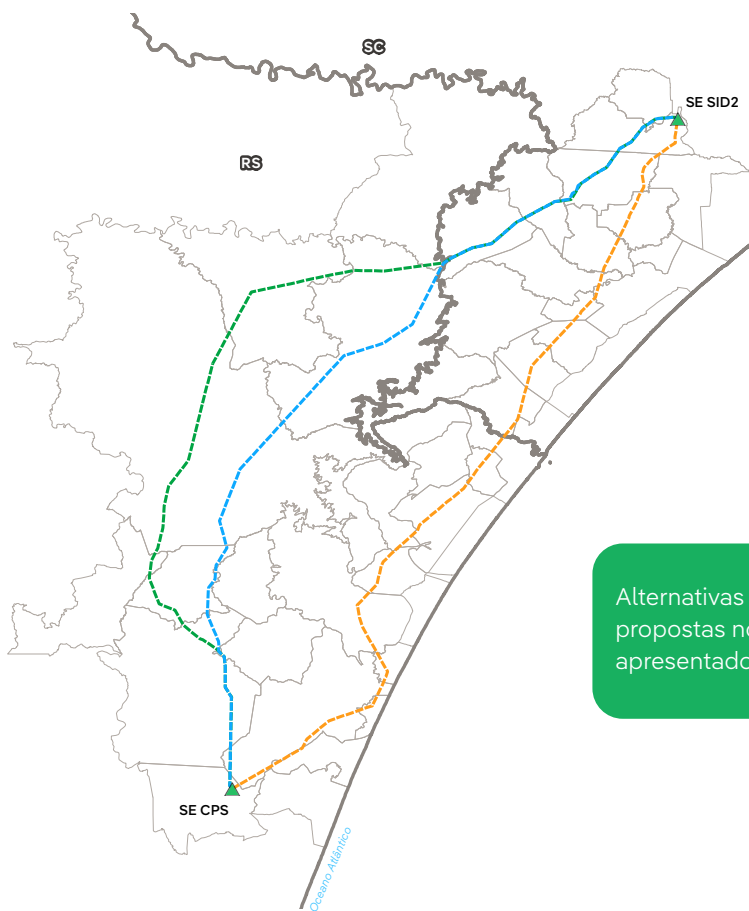 SC
SE SID2
RS
Alternativas
propostas no
apresentado
SE CPS
Oceano Atlântico